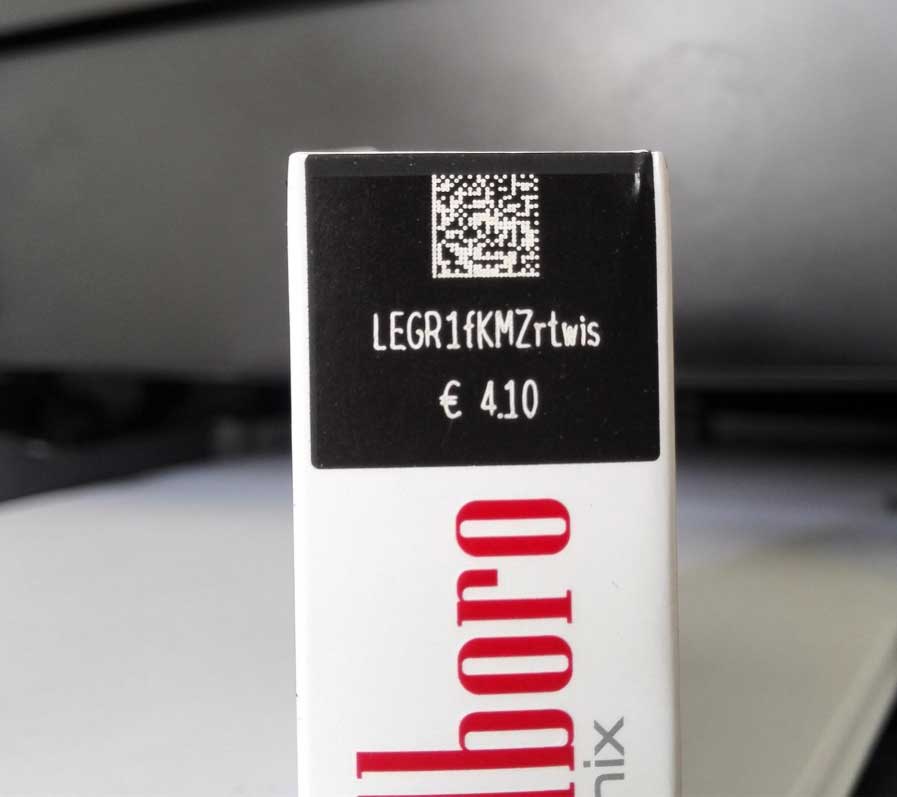 LEGR1fKMZrtwis
€ 4.10
lboro
nix